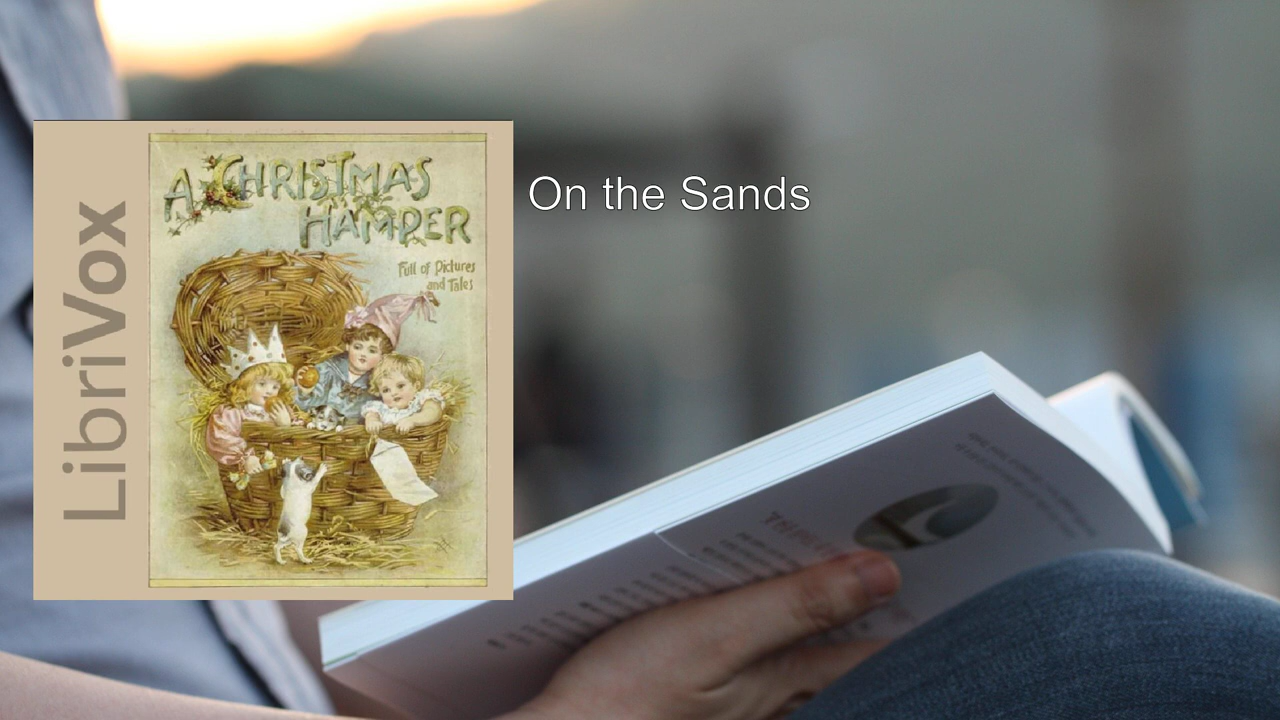 LibriVox
A CHRISTMAS
HAMPER
Full of Pictures
and Tales
On the Sands